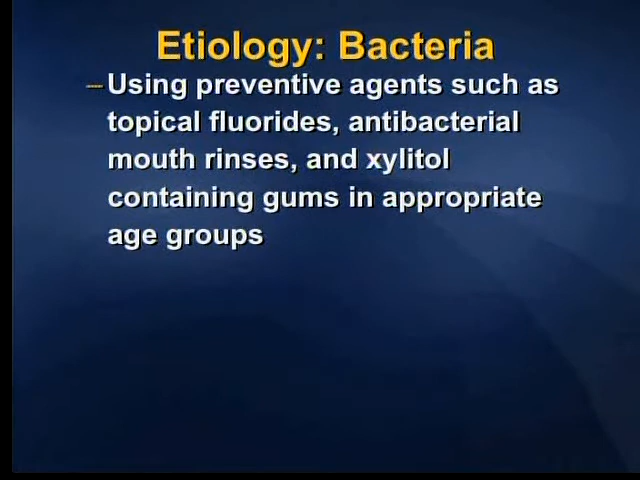 Etiology: Bacteria
–Using preventive agents such as
topical fluorides, antibacterial
mouth rinses, and xylitol
containing gums in appropriate
age groups